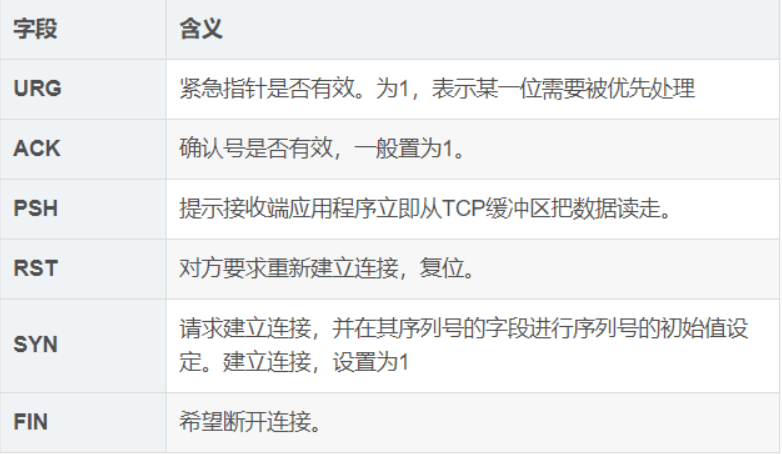 字段 含义
URG 紧急指针是否有效。为1，表示某一位需要被优先处理
ACK 确认号是否有效，一般置为1。
PSH 提示接收端应用程序立即从TCP缓冲区把数据读走。
RST 对方要求重新建立连接，复位。
SYN 请求建立连接，并在其序列号的字段进行序列号的初始值设
定。建立连接，设置为1
FIN 希望断开连接。